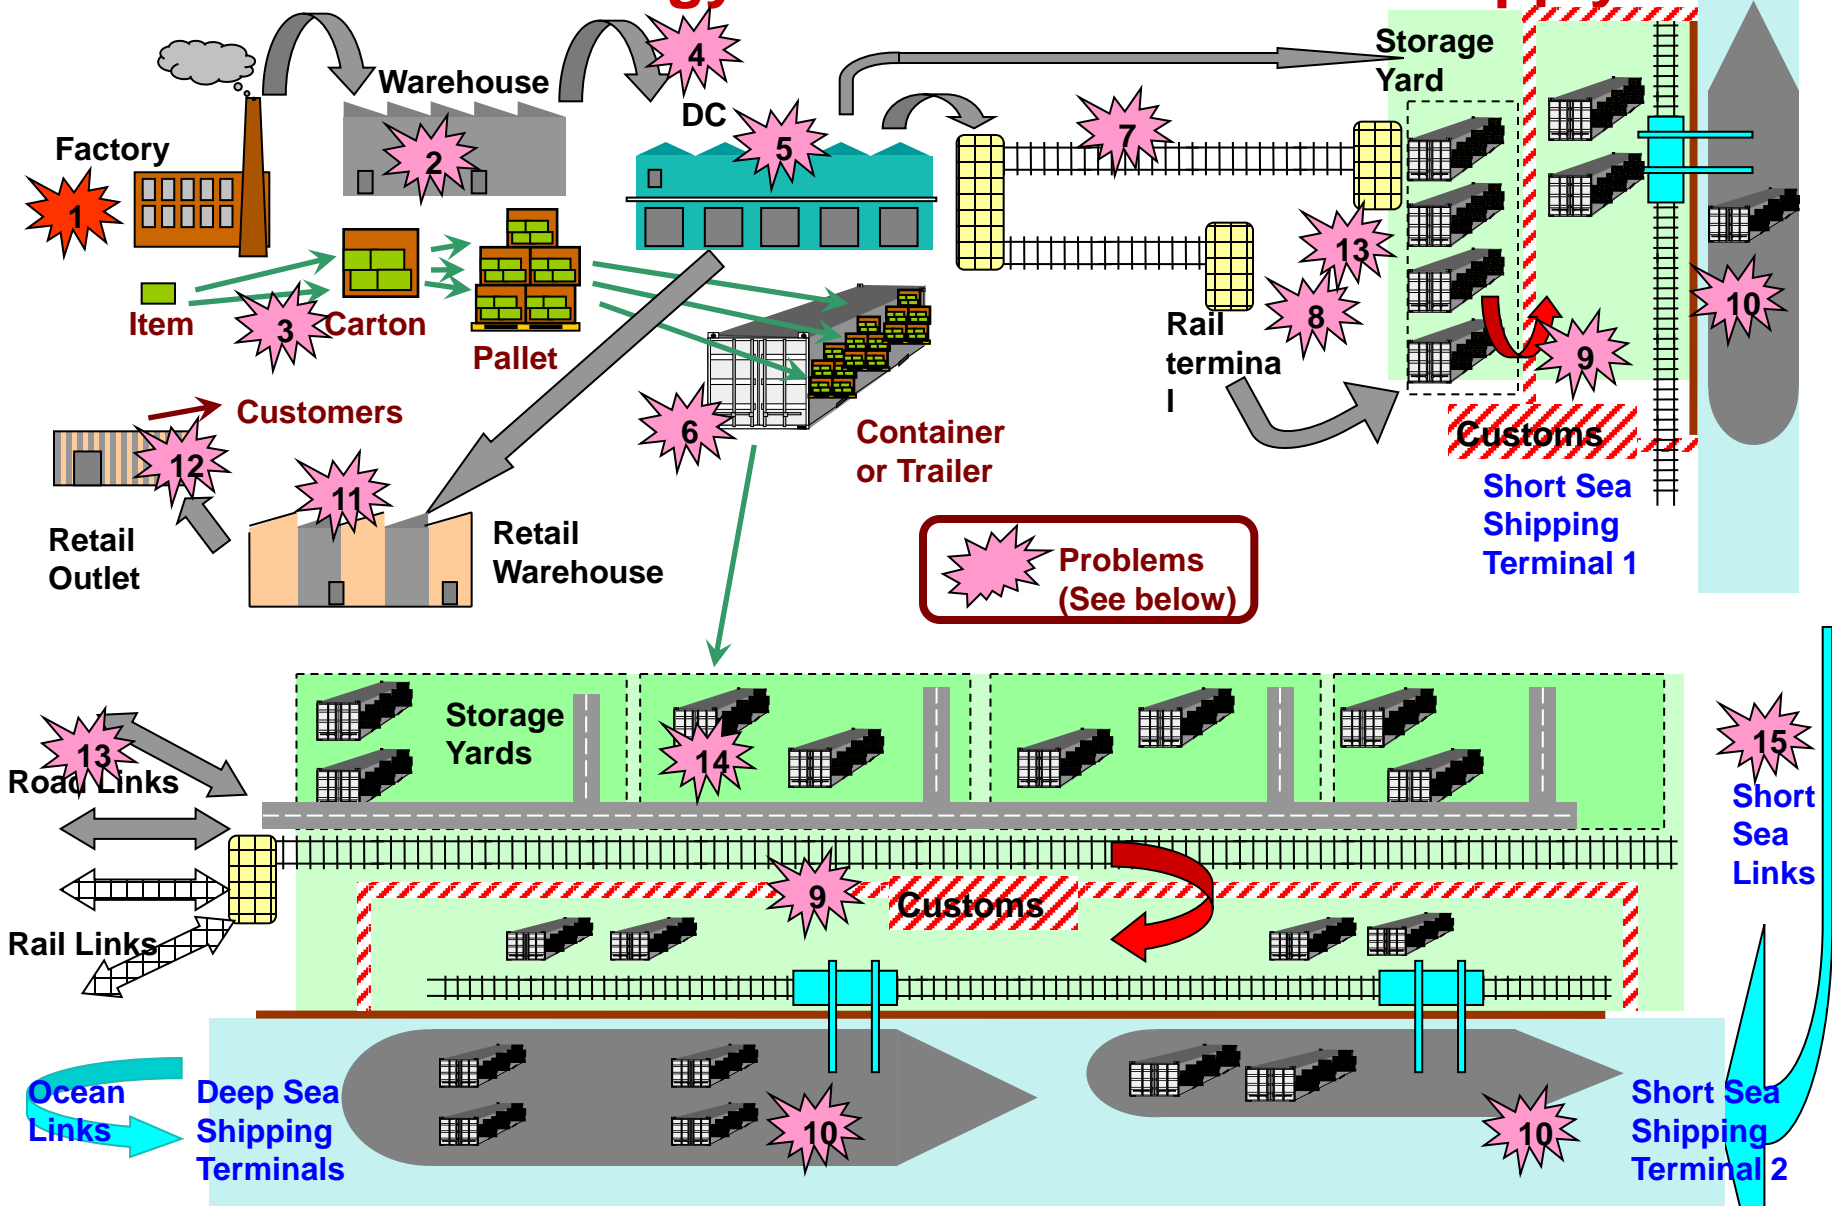 gy
pply
4
Storage
Yard
Warehouse
DC
Factory
2
5
7
1
Item
3
Carton
Pallet
13
8
10
Rail
termina
l
9
Customers
6
Container
or Trailer
Customs
12
11
Short Sea
Shipping
Terminal 1
Retail
Outlet
Retail
Warehouse
Problems
(See below)
Storage
Yards
13
Road Links
14
15
Short
Sea
Links
9
Customs
Rail Links
Ocean
Links
Deep Sea
Shipping
Terminals
10
10
Short Sea
Shipping
Terminal 2